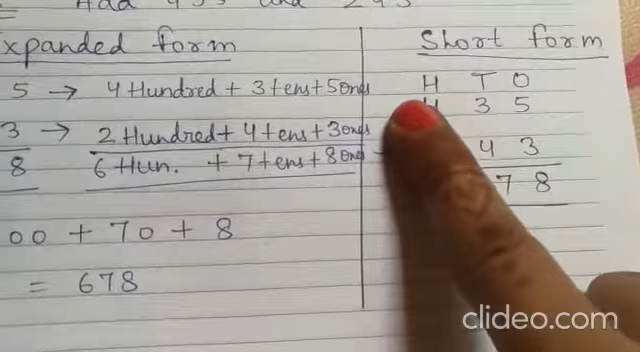 Add 435 and 243
xpanded form
Short form
5 → 4 Hundred + 3 tens + 5 Ones
H T O
4 3 5
3 → 2 Hundred + 4 tens + 3 ones
4 3
8 6 Hun. + 7 tens + 8 Ones
7 8
00 + 70 + 8
= 678
clideo.com